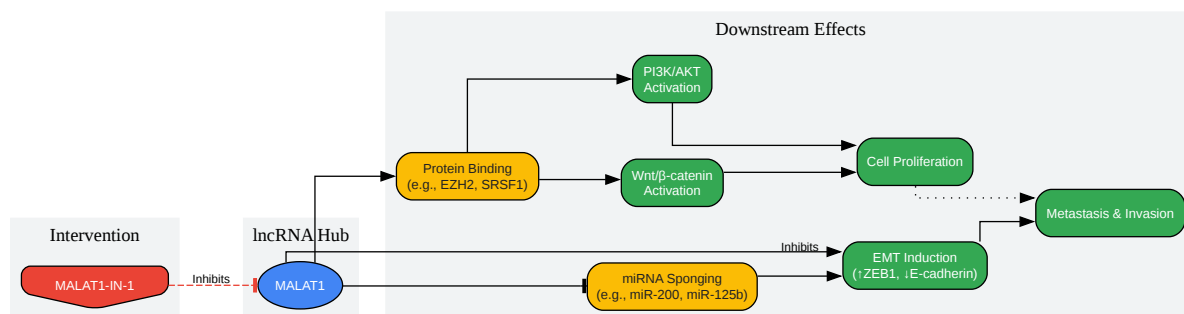 Downstream Effects
PI3K/AKT
Activation
Protein Binding
(e.g., EZH2, SRSF1)
Wnt/β-catenin
Activation
Cell Proliferation
Metastasis & Invasion
Intervention
MALAT1-IN-1
Inhibits
lncRNA Hub
MALAT1
Inhibits
miRNA Sponging
(e.g., miR-200, miR-125b)
EMT Induction
(↑ZEB1, ↓E-cadherin)